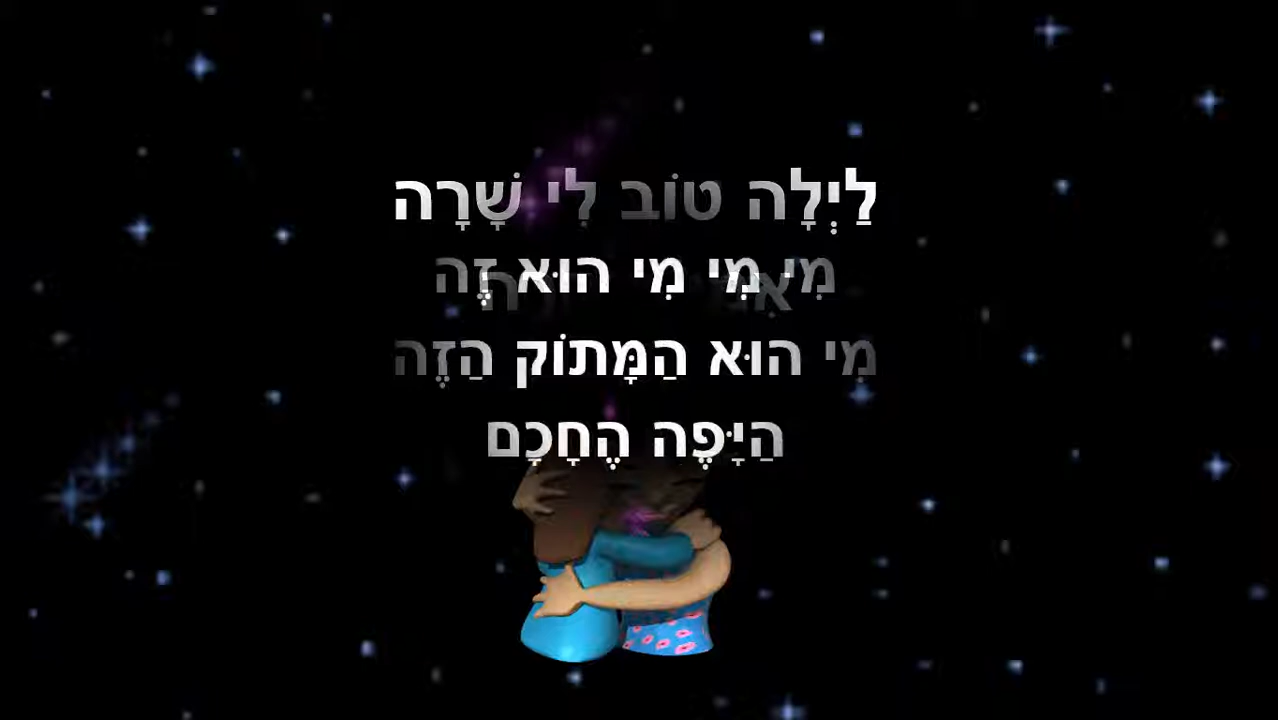 לַיְלָה טוֹב לִי שָׁרָה
מִי מִי מִי הוּא זֶה
מִי הוּא הַמָּתוֹק הַזֶּה
הַיָּפֶה הֶחָכָם